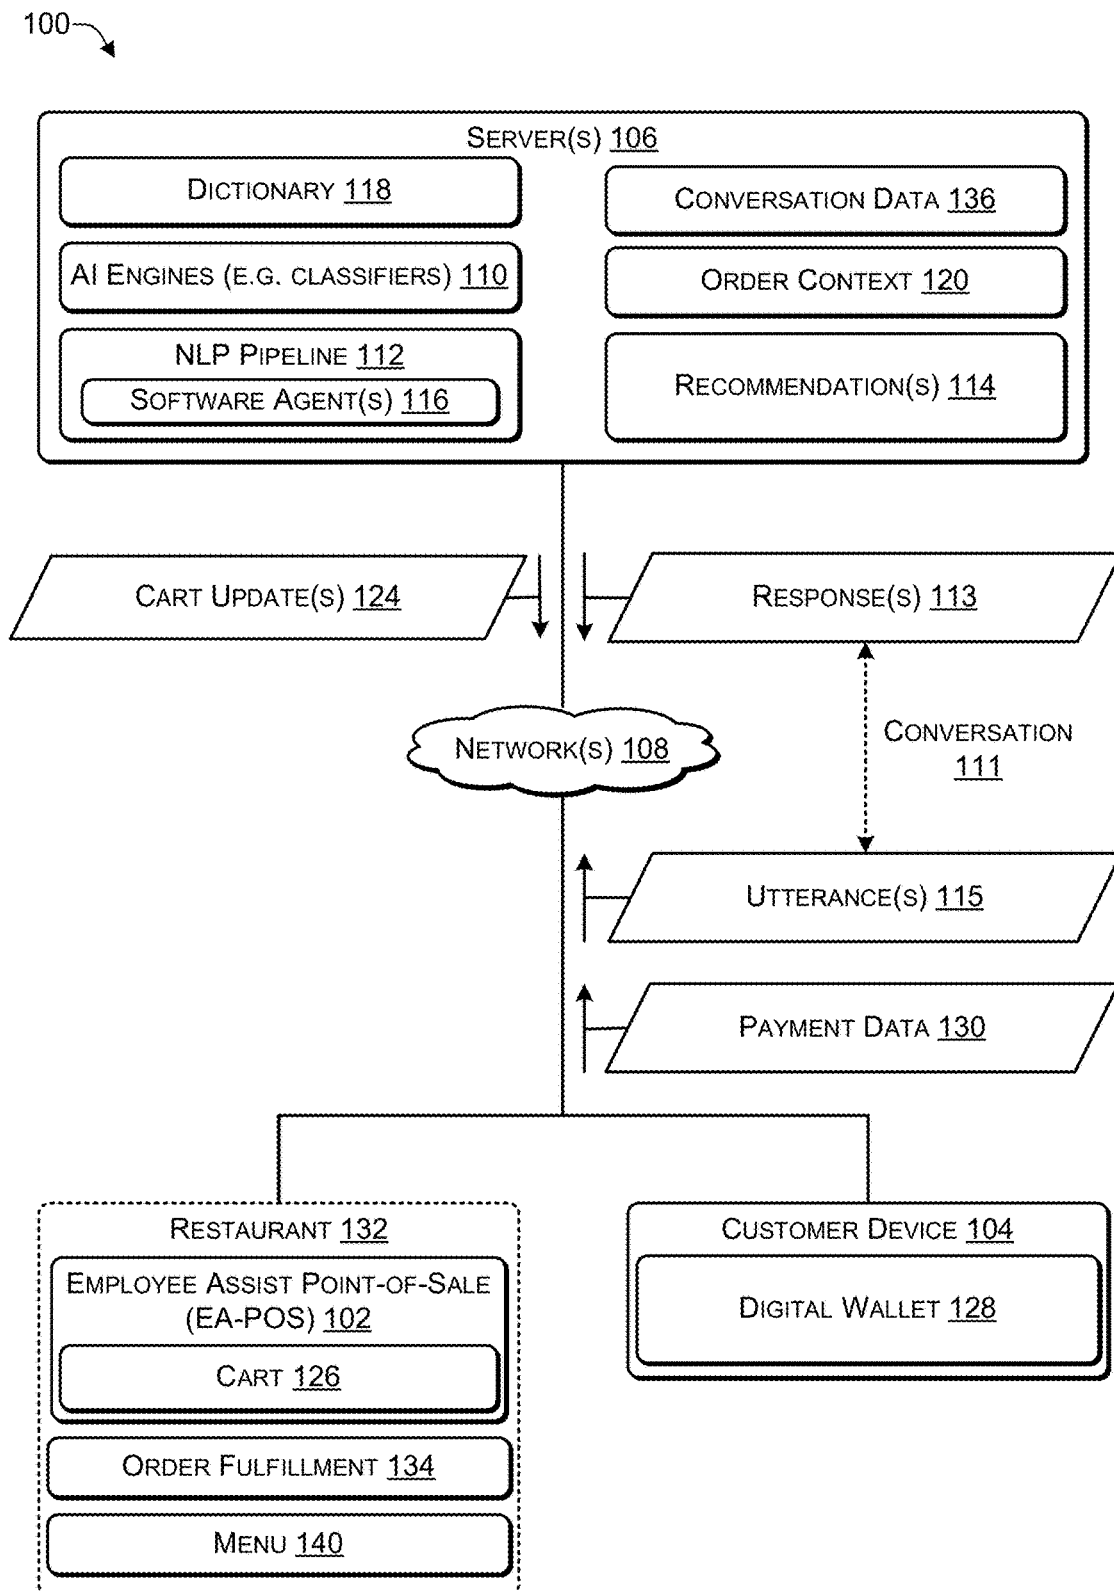 100
SERVER(S) 106
DICTIONARY 118
CONVERSATION DATA 136
AI ENGINES (E.G. CLASSIFIERS) 110
ORDER CONTEXT 120
NLP PIPELINE 112
SOFTWARE AGENT(S) 116
RECOMMENDATION(S) 114
CART UPDATE(S) 124
RESPONSE(S) 113
NETWORK(S) 108
CONVERSATION
111
UTTERANCE(S) 115
PAYMENT DATA 130
RESTAURANT 132
EMPLOYEE ASSIST POINT-OF-SALE
(EA-POS) 102
CART 126
ORDER FULFILLMENT 134
MENU 140
CUSTOMER DEVICE 104
DIGITAL WALLET 128